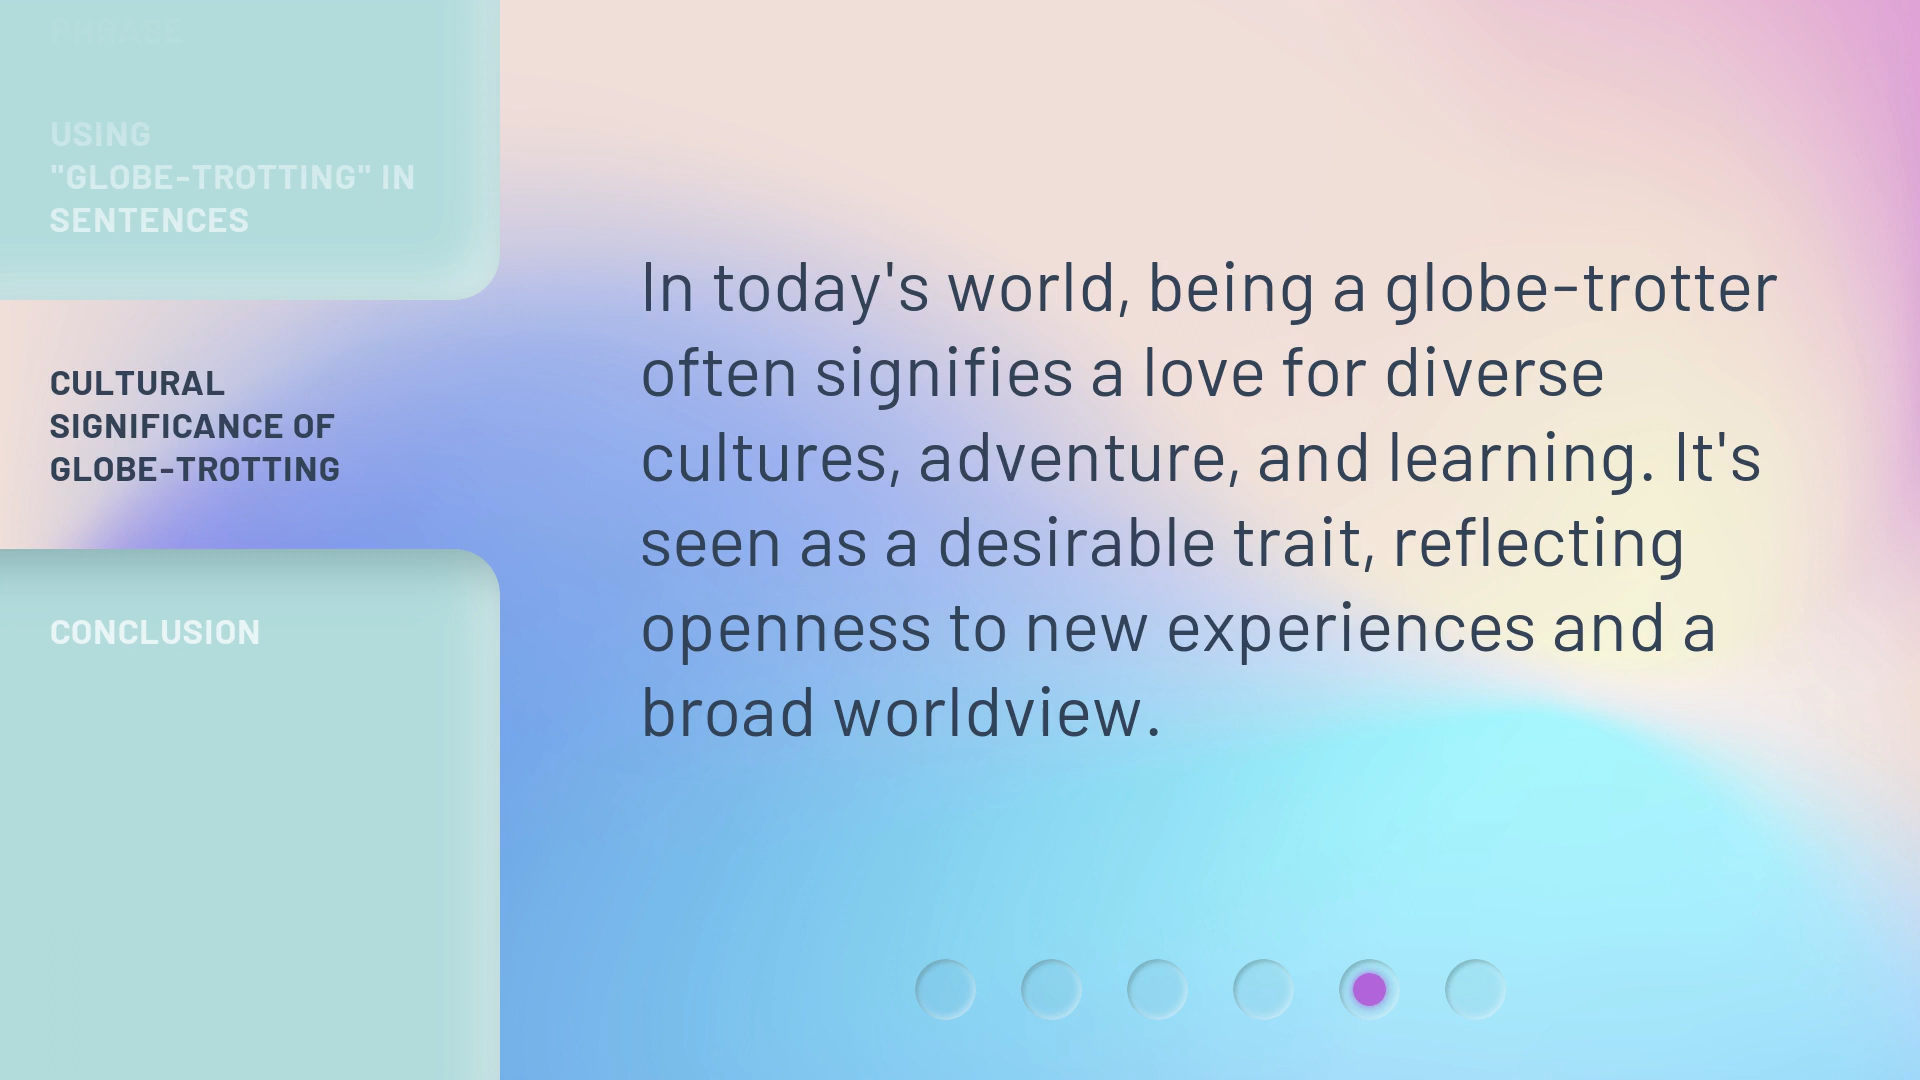 PHRASE
USING
"GLOBE-TROTTING" IN
SENTENCES
CULTURAL
SIGNIFICANCE OF
GLOBE-TROTTING
CONCLUSION
In today's world, being a globe-trotter
often signifies a love for diverse
cultures, adventure, and learning. It's
seen as a desirable trait, reflecting
openness to new experiences and a
broad worldview.